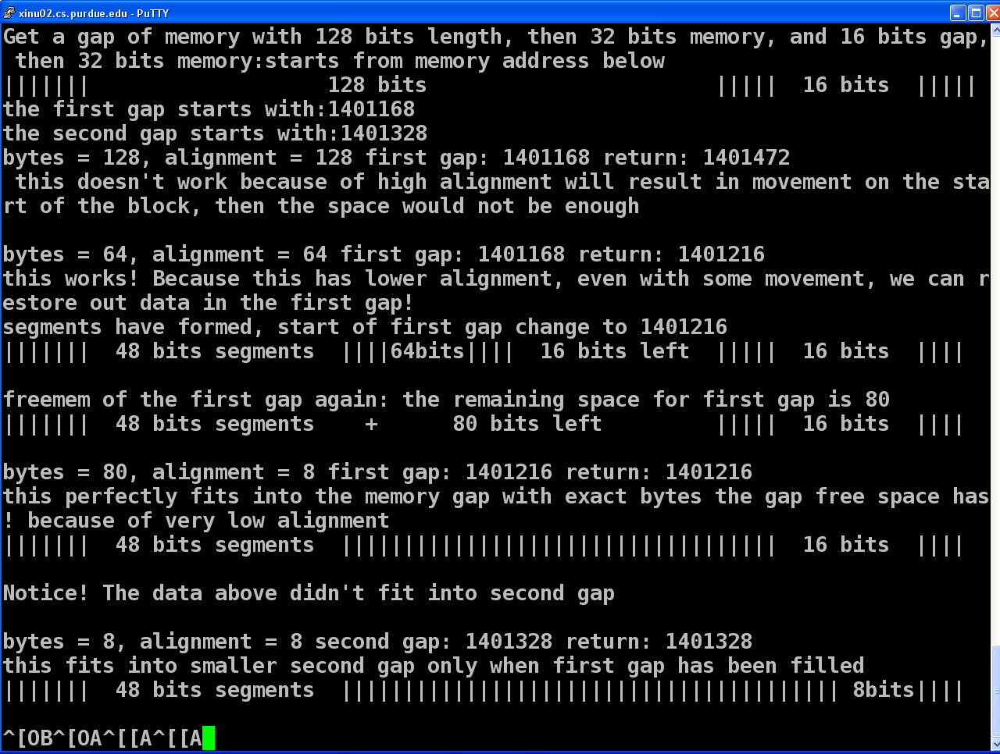 xinu02.cs.purdue.edu - PuTTY
Get a gap of memory with 128 bits length, then 32 bits memory, and 16 bits gap,
 then 32 bits memory:starts from memory address below
|||||||                   128 bits                       |||||  16 bits  |||||
the first gap starts with:1401168
the second gap starts with:1401328
bytes = 128, alignment = 128 first gap: 1401168 return: 1401472
 this doesn't work because of high alignment will result in movement on the sta
rt of the block, then the space would not be enough

bytes = 64, alignment = 64 first gap: 1401168 return: 1401216
this works! Because this has lower alignment, even with some movement, we can r
estore out data in the first gap!
segments have formed, start of first gap change to 1401216
|||||||  48 bits segments  ||||64bits||||  16 bits left  |||||  16 bits  ||||

freemem of the first gap again: the remaining space for first gap is 80
|||||||  48 bits segments    +      80 bits left         |||||  16 bits  ||||

bytes = 80, alignment = 8 first gap: 1401216 return: 1401216
this perfectly fits into the memory gap with exact bytes the gap free space has
! because of very low alignment
|||||||  48 bits segments  |||||||||||||||||||||||||||||||||||  16 bits  ||||

Notice! The data above didn't fit into second gap

bytes = 8, alignment = 8 second gap: 1401328 return: 1401328
this fits into smaller second gap only when first gap has been filled
|||||||  48 bits segments  |||||||||||||||||||||||||||||||||||||||| 8bits||||

^[OB^[OA^[[A^[[A